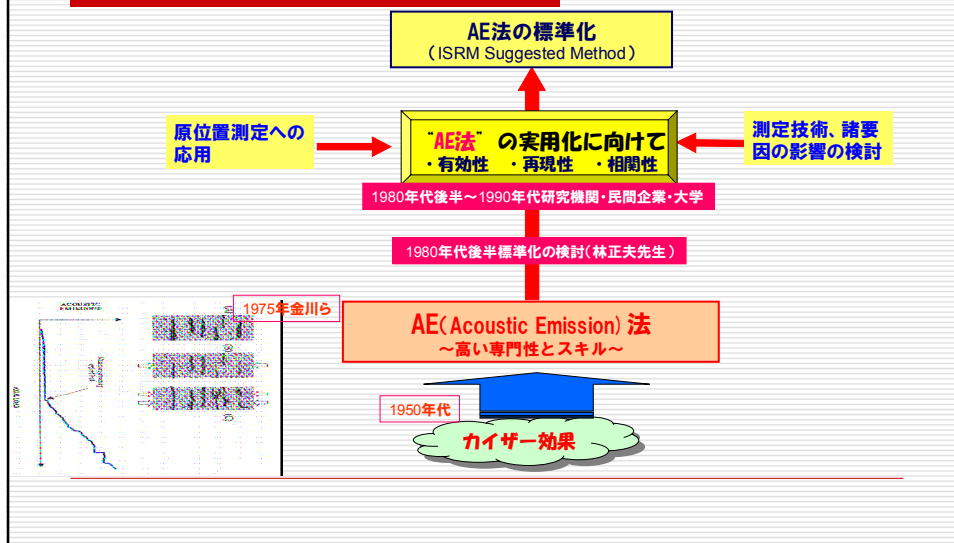 AE法の標準化
（ISRM Suggested Method）
原位置測定への
応用
“AE法” の実用化に向けて
・有効性 ・再現性 ・相関性
測定技術、諸要
因の影響の検討
1980年代後半～1990年代研究機関・民間企業・大学
1980年代後半標準化の検討(林正夫先生）
1975年金川ら
AE(Acoustic Emission) 法
～高い専門性とスキル～
1950年代
カイザー効果
ACOUSTIC
EMISSIONS